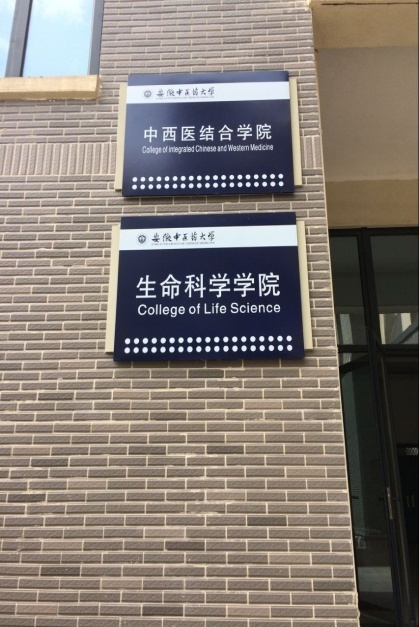 安徽中医药大学
中西医结合学院
College of integrated Chinese and Western Medicine
安徽中医药大学
生命科学学院
College of Life Science